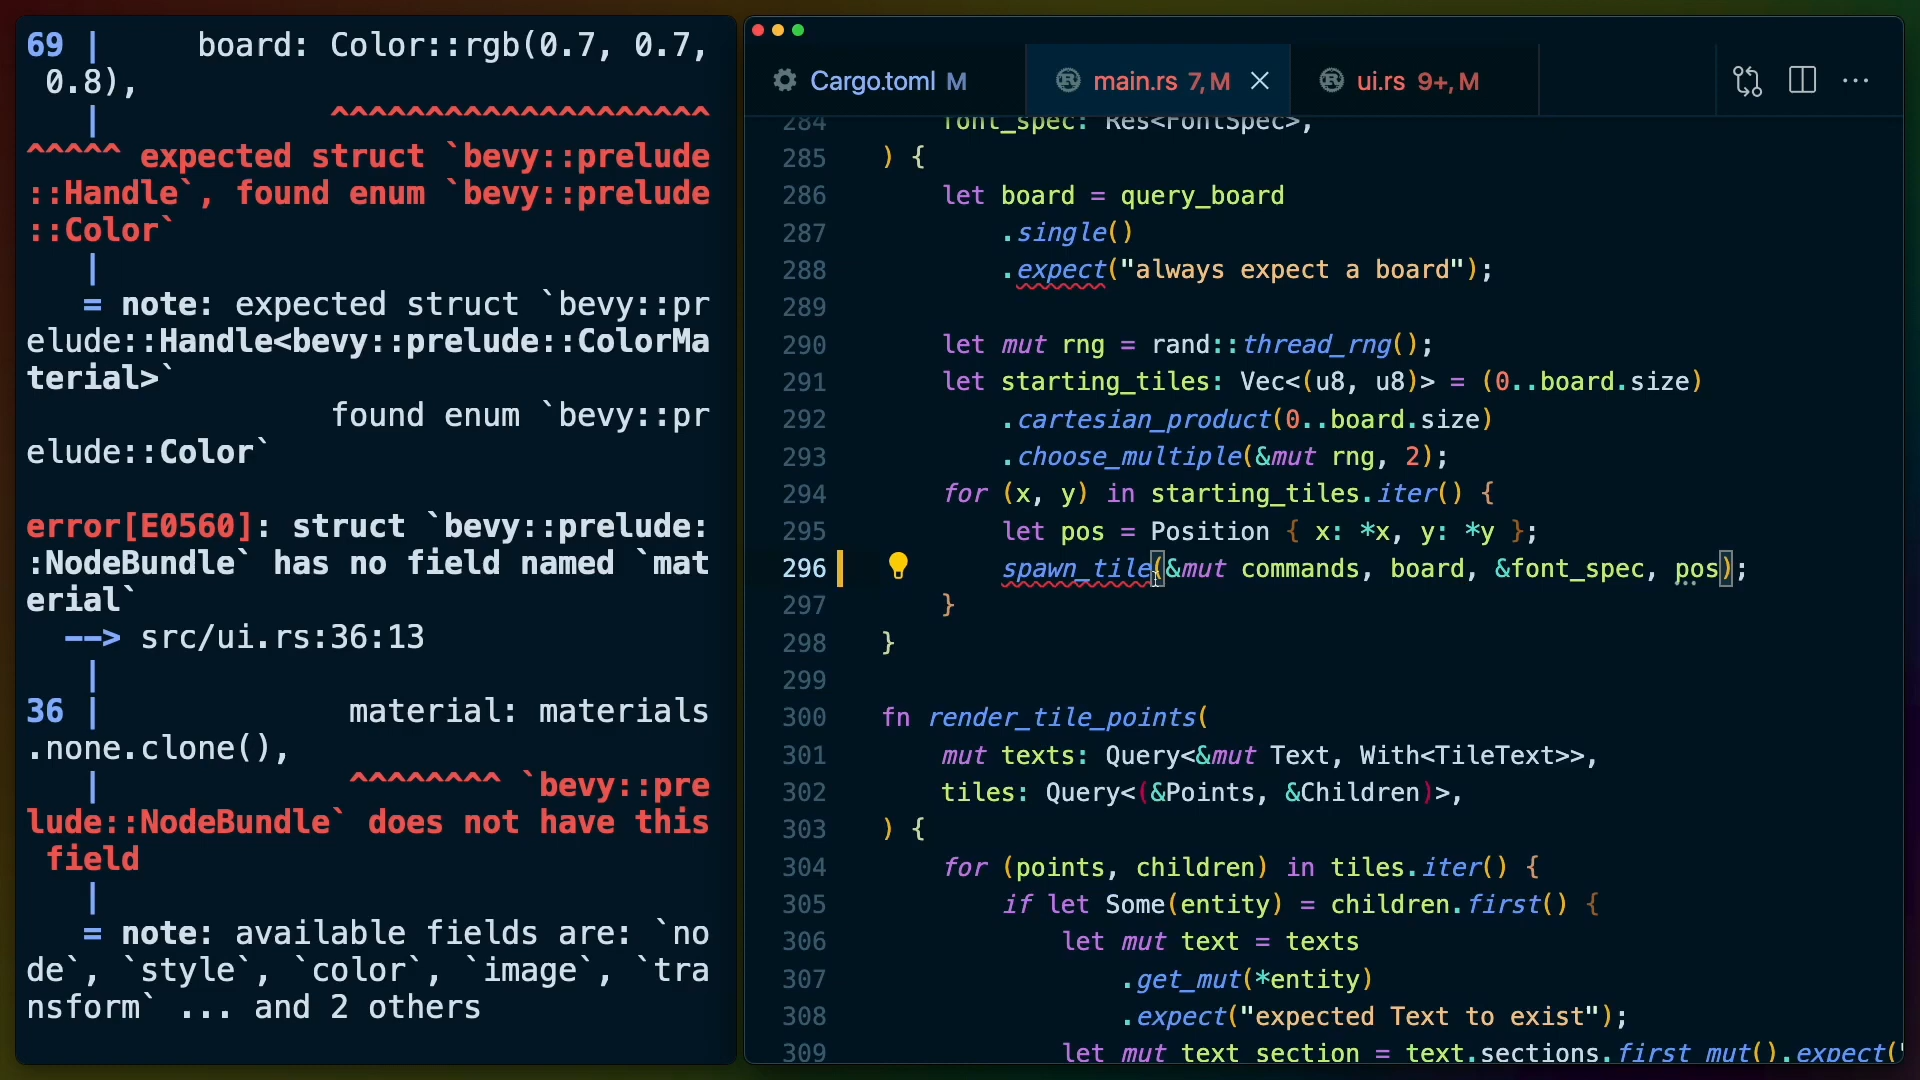 69 |     board: Color::rgb(0.7, 0.7,
 0.8),
   |            ^^^^^^^^^^^^^^^^^^^^
^^^^^ expected struct `bevy::prelude
::Handle`, found enum `bevy::prelude
::Color`
   |
   = note: expected struct `bevy::pr
elude::Handle<bevy::prelude::ColorMa
terial>`
                found enum `bevy::pr
elude::Color`
error[E0560]: struct `bevy::prelude:
:NodeBundle` has no field named `mat
erial`
  --> src/ui.rs:36:13
   |
36 |             material: materials
.none.clone(),
   |             ^^^^^^^^ `bevy::pre
lude::NodeBundle` does not have this
 field
   |
   = note: available fields are: `no
de`, `style`, `color`, `image`, `tra
nsform` ... and 2 others
Cargo.toml M
main.rs 7, M
ui.rs 9+, M
284     font_spec: Res<FontSpec>,
285 ) {
286     let board = query_board
287         .single()
288         .expect("always expect a board");
289
290     let mut rng = rand::thread_rng();
291     let starting_tiles: Vec<(u8, u8)> = (0..board.size)
292         .cartesian_product(0..board.size)
293         .choose_multiple(&mut rng, 2);
294     for (x, y) in starting_tiles.iter() {
295         let pos = Position { x: *x, y: *y };
296         spawn_tile(&mut commands, board, &font_spec, pos);
297     }
298 }
299
300 fn render_tile_points(
301     mut texts: Query<&mut Text, With<TileText>>,
302     tiles: Query<(&Points, &Children)>,
303 ) {
304     for (points, children) in tiles.iter() {
305         if let Some(entity) = children.first() {
306             let mut text = texts
307                 .get_mut(*entity)
308                 .expect("expected Text to exist");
309             let mut text_section = text.sections.first_mut().expect("